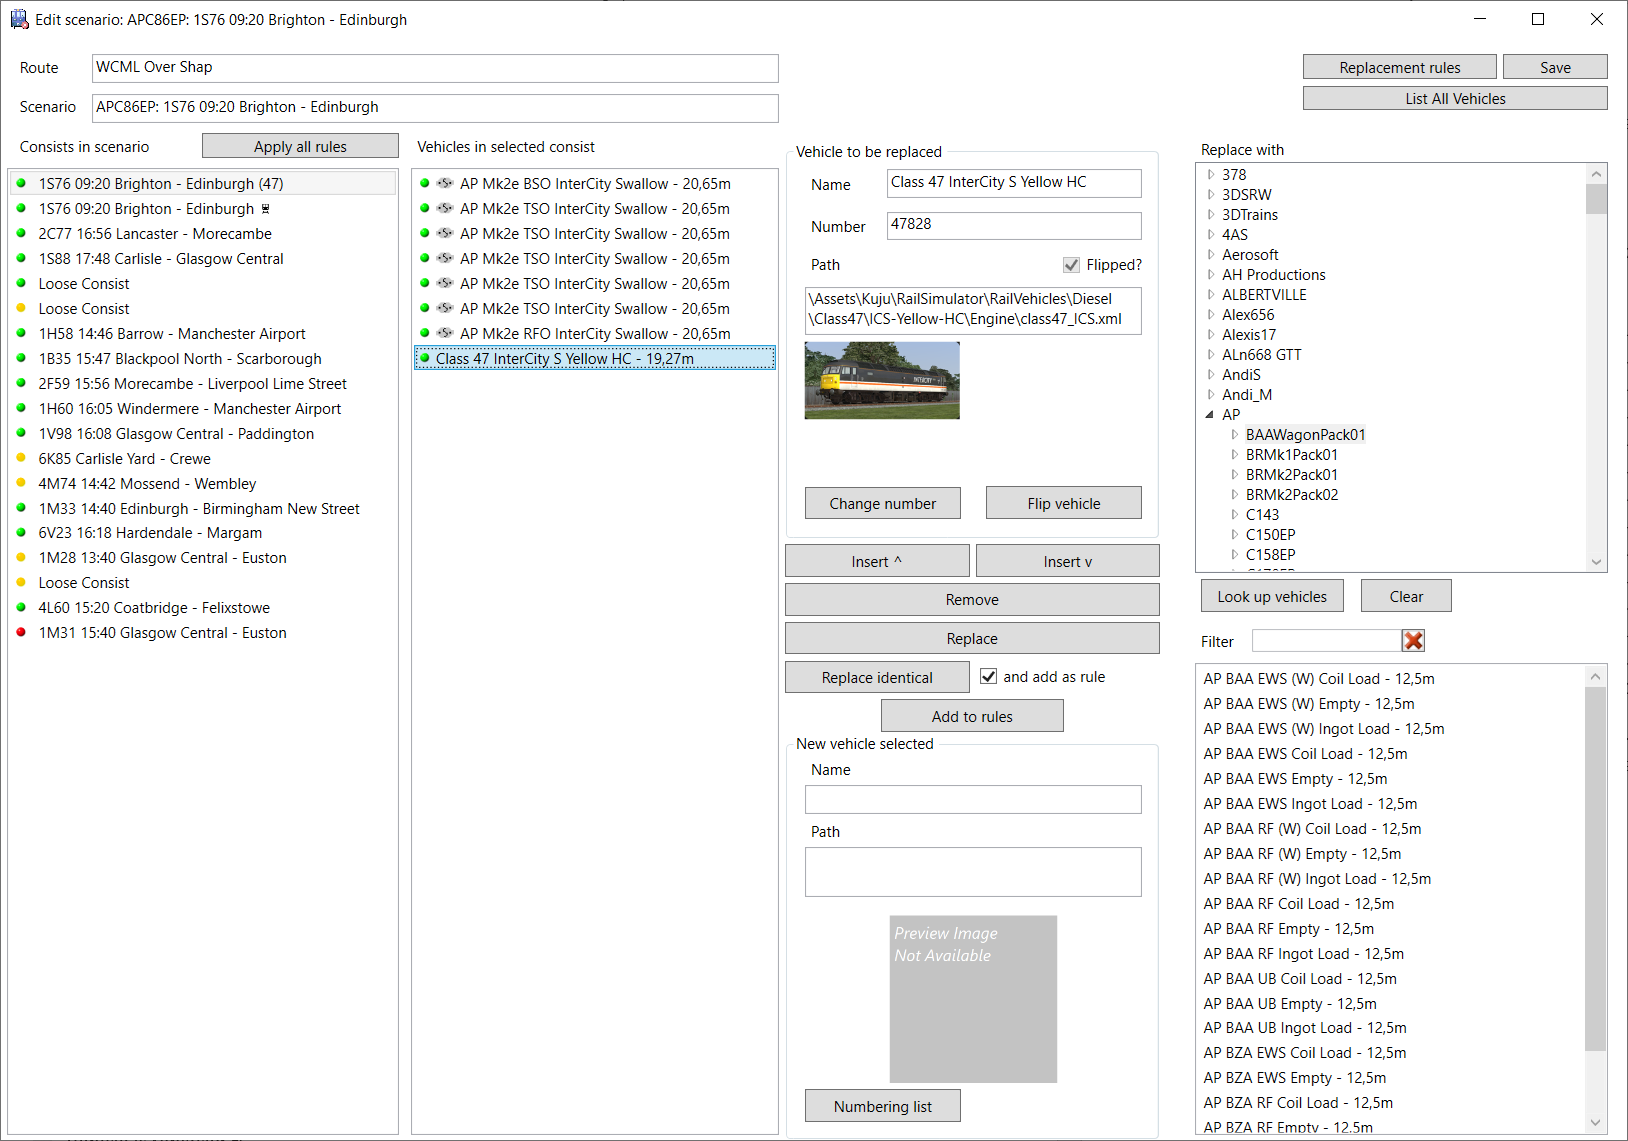 Edit scenario: APC86EP: 1S76 09:20 Brighton - Edinburgh
Route
WCML Over Shap
Scenario
APC86EP: 1S76 09:20 Brighton - Edinburgh
Replacement rules
Save
List All Vehicles
Consists in scenario
Apply all rules
1S76 09:20 Brighton - Edinburgh (47)
1S76 09:20 Brighton - Edinburgh
2C77 16:56 Lancaster - Morecambe
1S88 17:48 Carlisle - Glasgow Central
Loose Consist
Loose Consist
1H58 14:46 Barrow - Manchester Airport
1B35 15:47 Blackpool North - Scarborough
2F59 15:56 Morecambe - Liverpool Lime Street
1H60 16:05 Windermere - Manchester Airport
1V98 16:08 Glasgow Central - Paddington
6K85 Carlisle Yard - Crewe
4M74 14:42 Mossend - Wembley
1M33 14:40 Edinburgh - Birmingham New Street
6V23 16:18 Hardendale - Margam
1M28 13:40 Glasgow Central - Euston
Loose Consist
4L60 15:20 Coatbridge - Felixstowe
1M31 15:40 Glasgow Central - Euston
Vehicles in selected consist
AP Mk2e BSO InterCity Swallow - 20,65m
AP Mk2e TSO InterCity Swallow - 20,65m
AP Mk2e TSO InterCity Swallow - 20,65m
AP Mk2e TSO InterCity Swallow - 20,65m
AP Mk2e TSO InterCity Swallow - 20,65m
AP Mk2e TSO InterCity Swallow - 20,65m
AP Mk2e RFO InterCity Swallow - 20,65m
Class 47 InterCity S Yellow HC - 19,27m
Vehicle to be replaced
Name
Class 47 InterCity S Yellow HC
Number
47828
Path
Flipped?
\Assets\Kuju\RailSimulator\RailVehicles\Diesel
\Class47\ICS-Yellow-HC\Engine\class47_ICS.xml
INTERCITY
Change number
Flip vehicle
Insert ^
Insert v
Remove
Replace
Replace identical
and add as rule
Add to rules
New vehicle selected
Name
Path
Preview Image
Not Available
Numbering list
Replace with
378
3DSRW
3DTrains
4AS
Aerosoft
AH Productions
ALBERTVILLE
Alex656
Alexis17
ALn668 GTT
AndiS
Andi_M
AP
BAAWagonPack01
BRMk1Pack01
BRMk2Pack01
BRMk2Pack02
C143
C150EP
C158EP
Look up vehicles
Clear
Filter
AP BAA EWS (W) Coil Load - 12,5m
AP BAA EWS (W) Empty - 12,5m
AP BAA EWS (W) Ingot Load - 12,5m
AP BAA EWS Coil Load - 12,5m
AP BAA EWS Empty - 12,5m
AP BAA EWS Ingot Load - 12,5m
AP BAA RF (W) Coil Load - 12,5m
AP BAA RF (W) Empty - 12,5m
AP BAA RF (W) Ingot Load - 12,5m
AP BAA RF Coil Load - 12,5m
AP BAA RF Empty - 12,5m
AP BAA RF Ingot Load - 12,5m
AP BAA UB Coil Load - 12,5m
AP BAA UB Empty - 12,5m
AP BAA UB Ingot Load - 12,5m
AP BZA EWS Coil Load - 12,5m
AP BZA EWS Empty - 12,5m
AP BZA RF Coil Load - 12,5m
AP BZA RF Empty - 12,5m